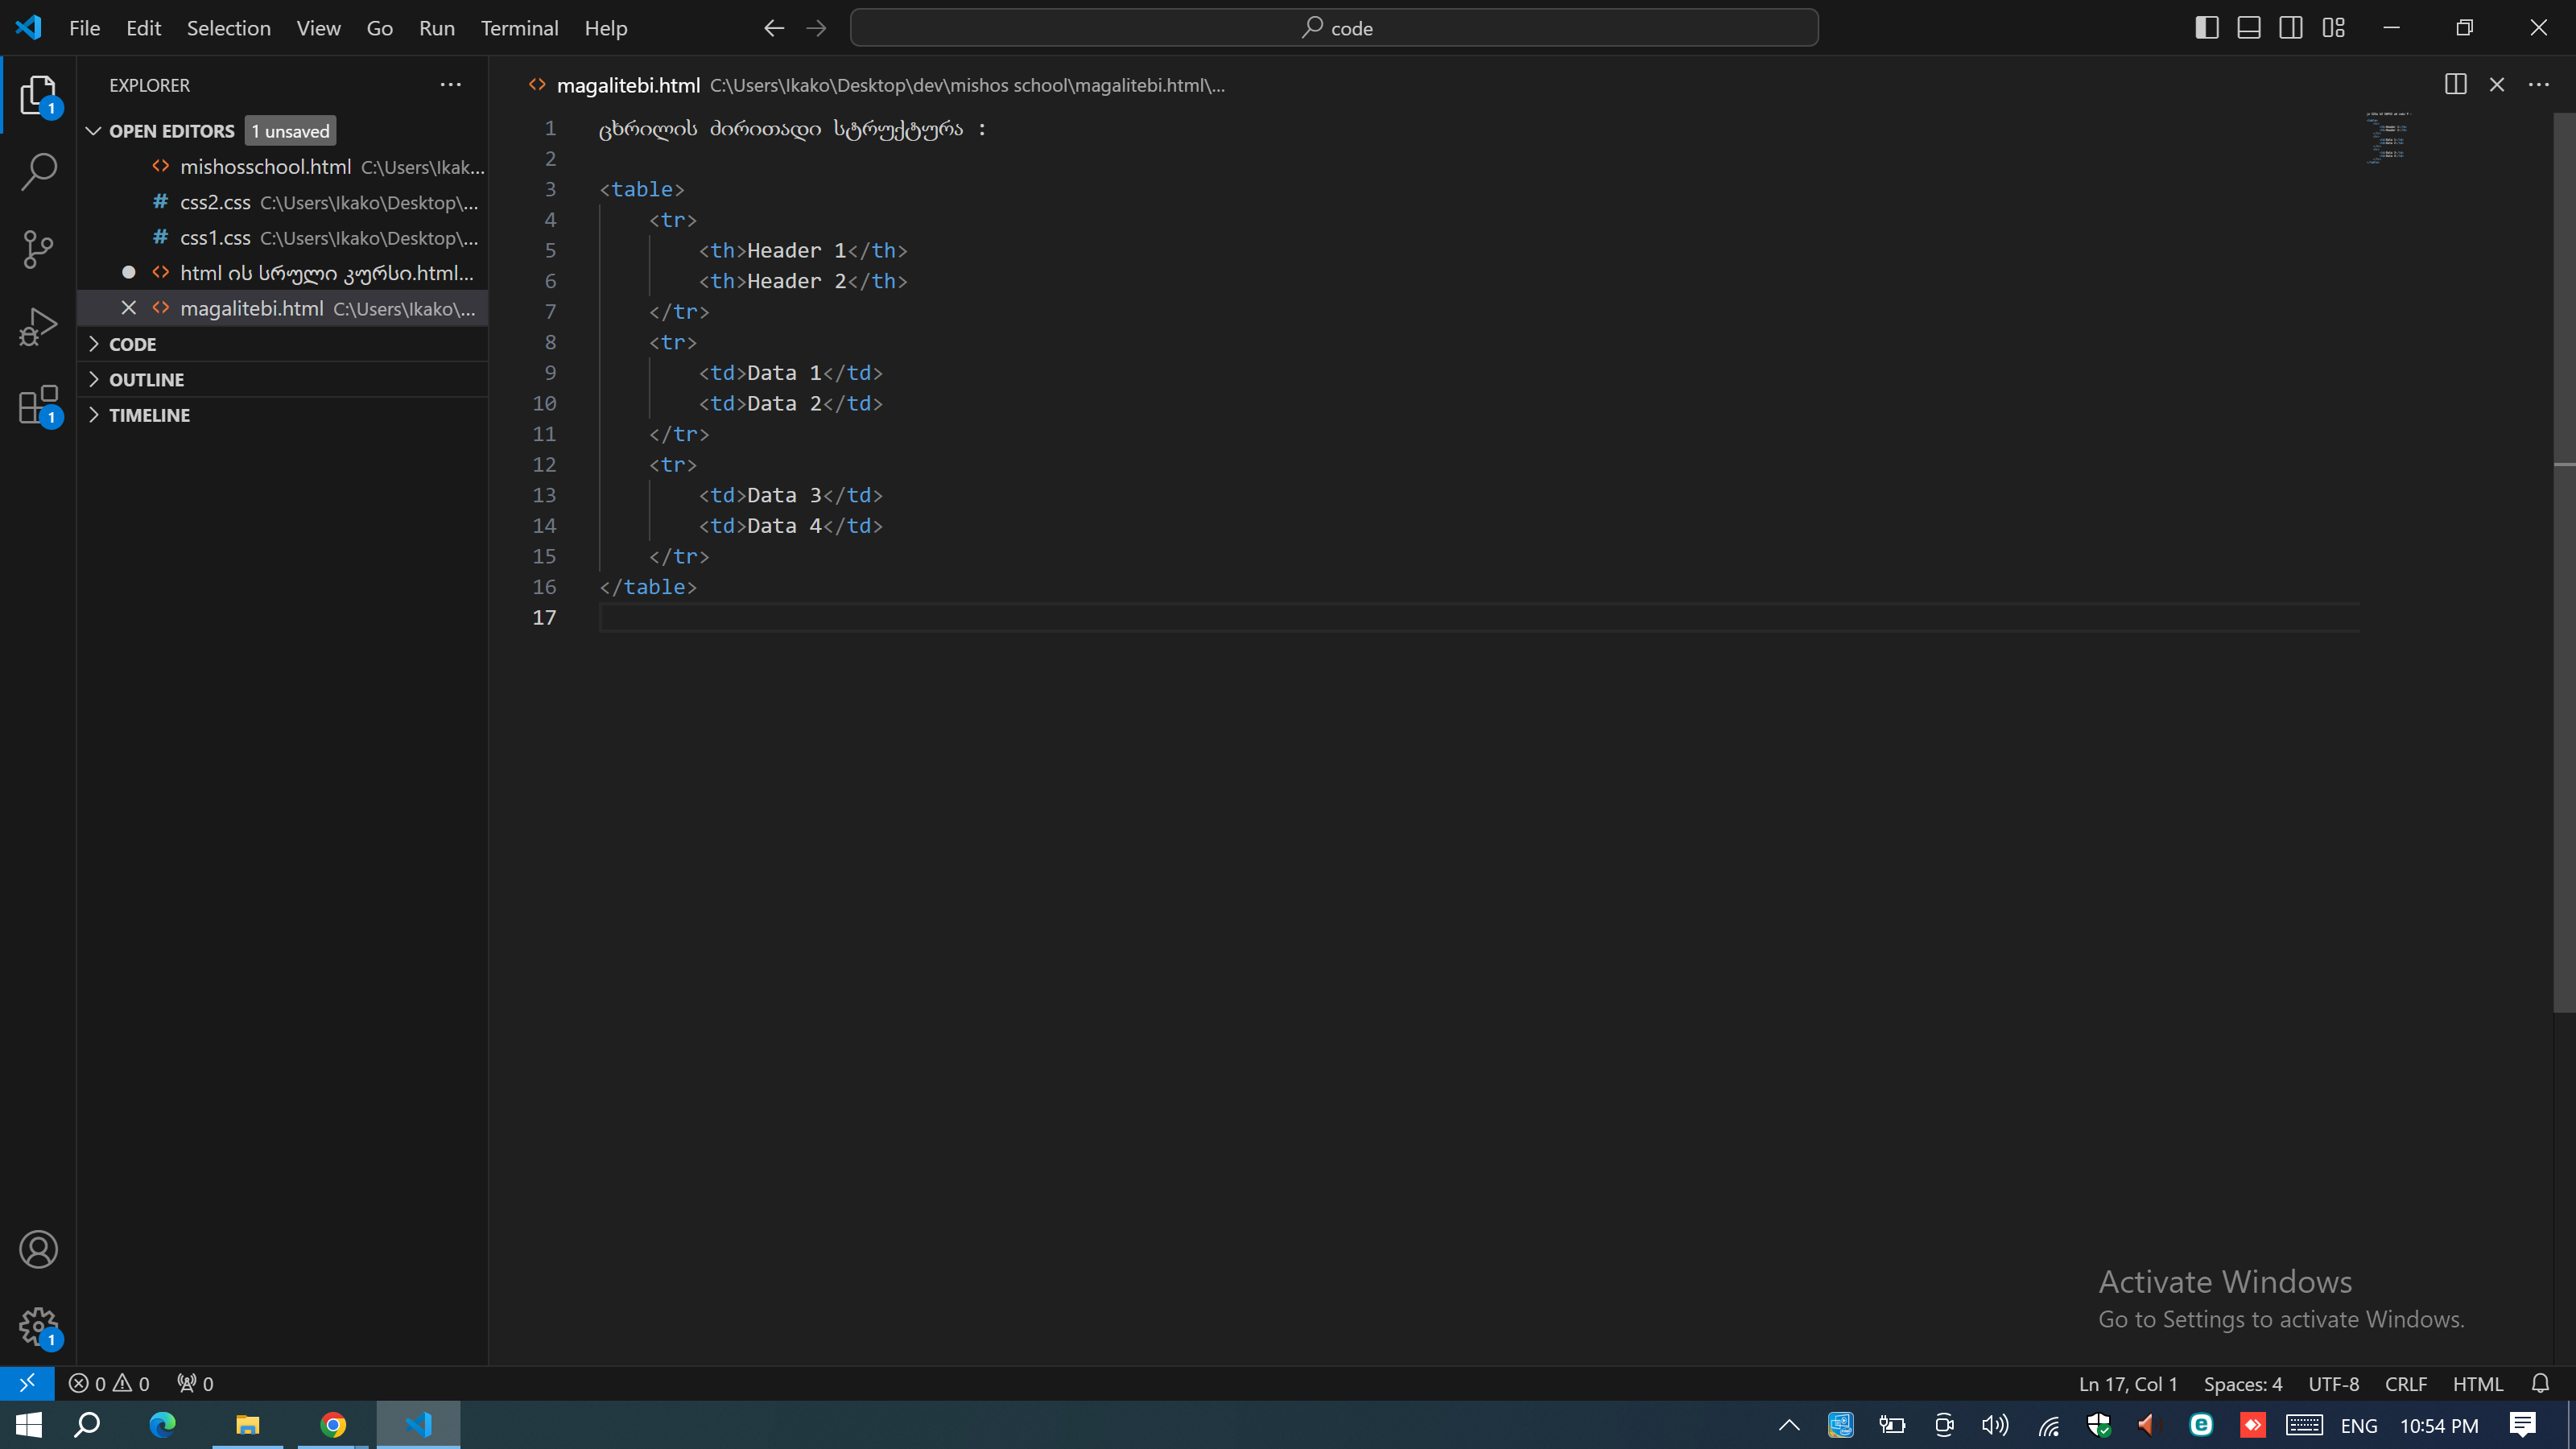 File Edit Selection View Go Run Terminal Help code
EXPLORER
magalitebi.html C:\Users\Ikako\Desktop\dev\mishos school\magalitebi.html\...
OPEN EDITORS 1 unsaved
mishosschool.html C:\Users\Ikak...
# css2.css C:\Users\Ikako\Desktop\...
# css1.css C:\Users\Ikako\Desktop\...
html ის სრული კურსი.html...
magalitebi.html C:\Users\Ikako\...
CODE
OUTLINE
TIMELINE
1 ცხრილის ძირითადი სტრუქტურა :
2
3 <table>
4 <tr>
5 <th>Header 1</th>
6 <th>Header 2</th>
7 </tr>
8 <tr>
9 <td>Data 1</td>
10 <td>Data 2</td>
11 </tr>
12 <tr>
13 <td>Data 3</td>
14 <td>Data 4</td>
15 </tr>
16 </table>
17
1
1
1
Activate Windows
Go to Settings to activate Windows.
0 0 0 Ln 17, Col 1 Spaces: 4 UTF-8 CRLF HTML
ENG 10:54 PM